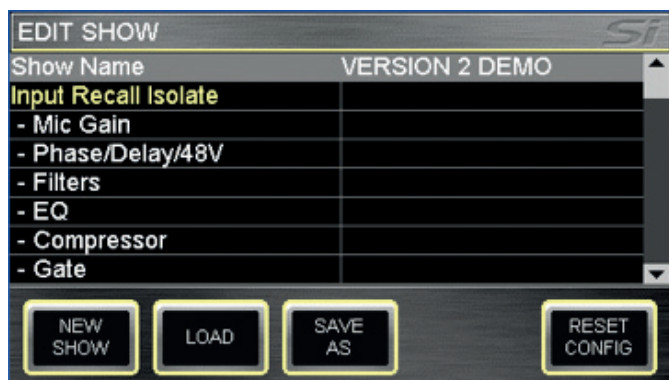 EDIT SHOW Si
Show Name VERSION 2 DEMO
Input Recall Isolate
- Mic Gain
- Phase/Delay/48V
- Filters
- EQ
- Compressor
- Gate
NEW SHOW
LOAD
SAVE AS
RESET CONFIG